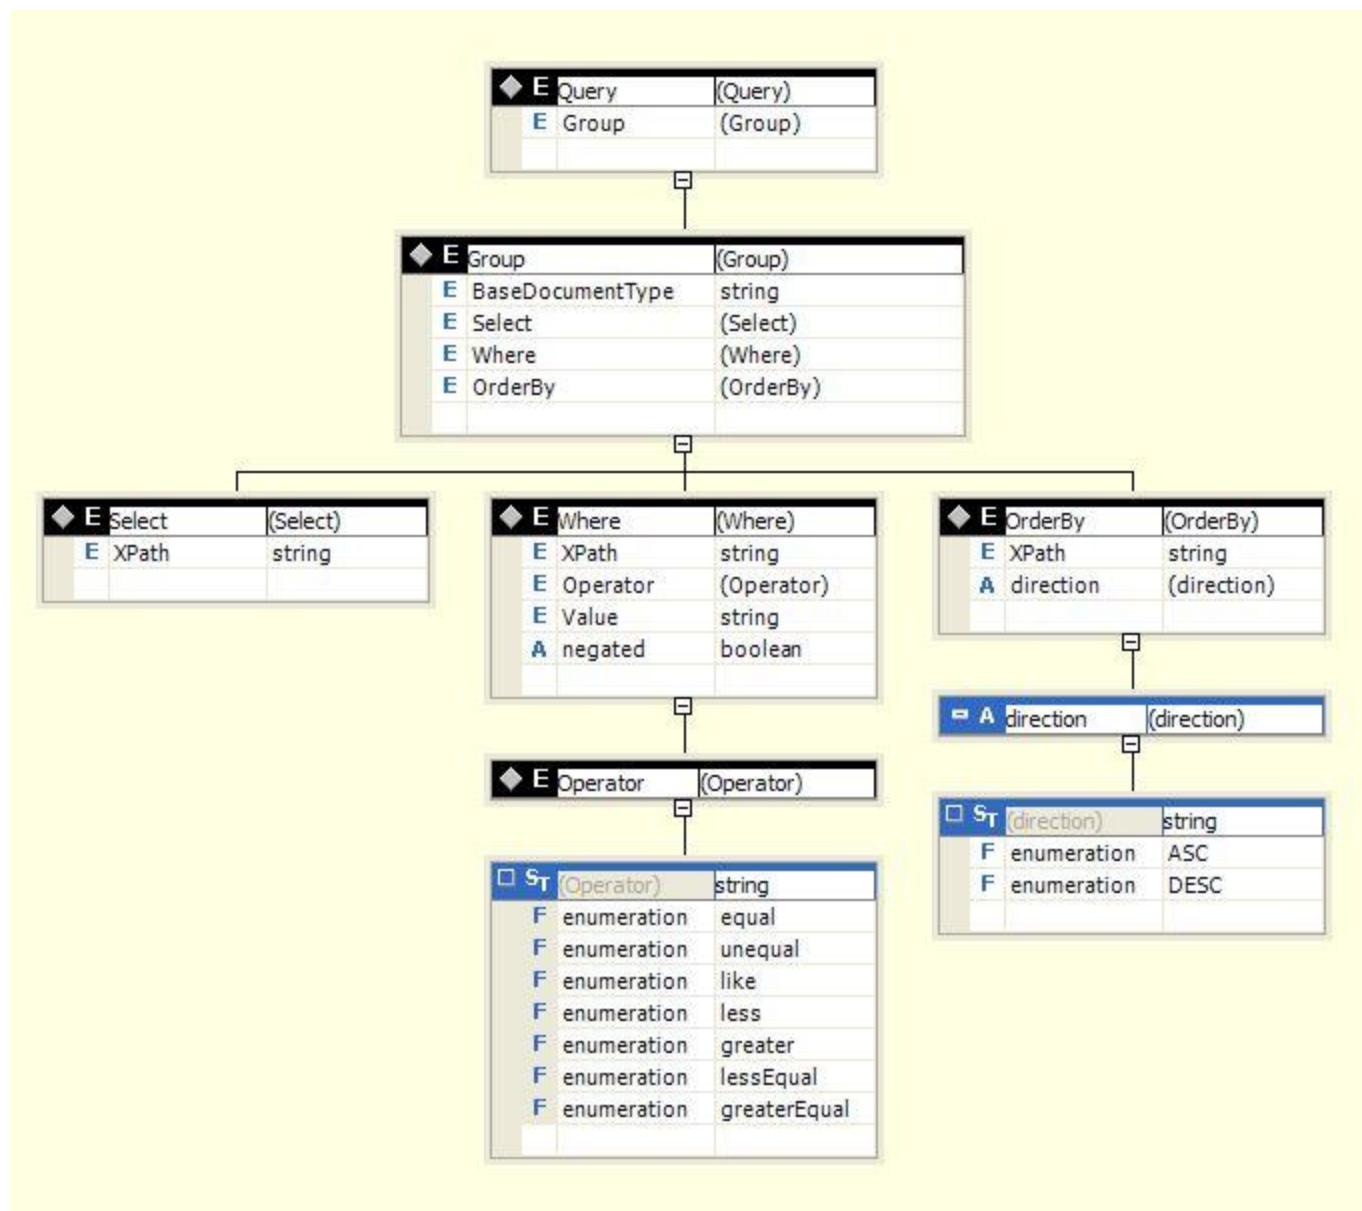 E Query (Query)
E Group (Group)
E Group (Group)
E BaseDocumentType string
E Select (Select)
E Where (Where)
E OrderBy (OrderBy)
E Select (Select)
E XPath string
E Where (Where)
E XPath string
E Operator (Operator)
E Value string
A negated boolean
E OrderBy (OrderBy)
E XPath string
A direction (direction)
E Operator (Operator)
ST (Operator) string
F enumeration equal
F enumeration unequal
F enumeration like
F enumeration less
F enumeration greater
F enumeration lessEqual
F enumeration greaterEqual
A direction (direction)
ST (direction) string
F enumeration ASC
F enumeration DESC